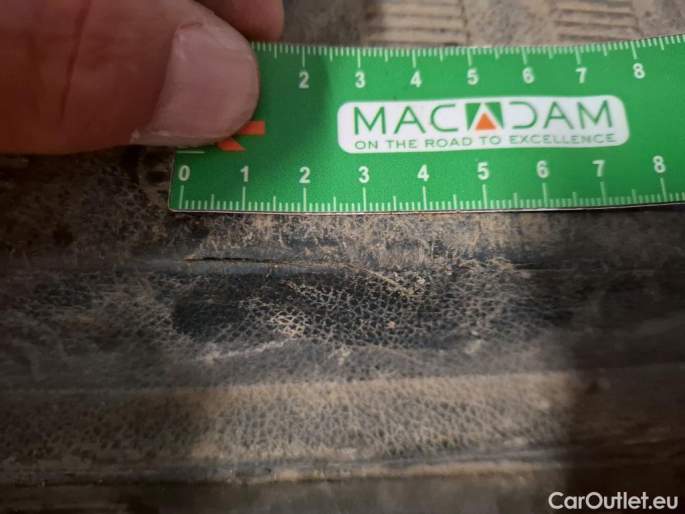 2 3 4 5 6 7 8
MACADAM
ON THE ROAD TO EXCELLENCE
0 1 2 3 4 5 6 7 8
CarOutlet.eu